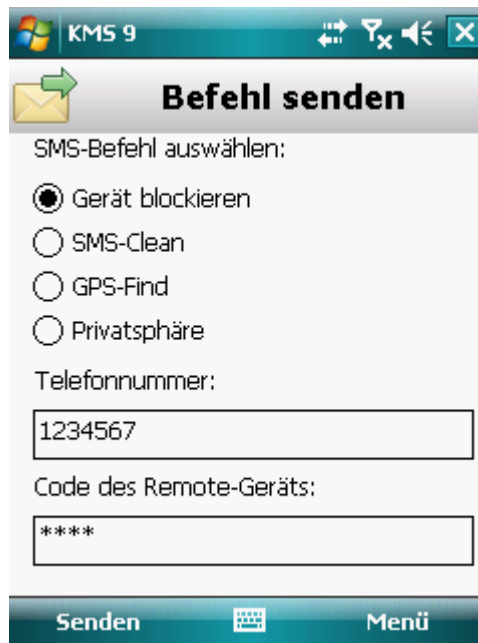 KMS 9
Befehl senden
SMS-Befehl auswählen:
Gerät blockieren
SMS-Clean
GPS-Find
Privatsphäre
Telefonnummer:
1234567
Code des Remote-Geräts:
****
Senden
Menü